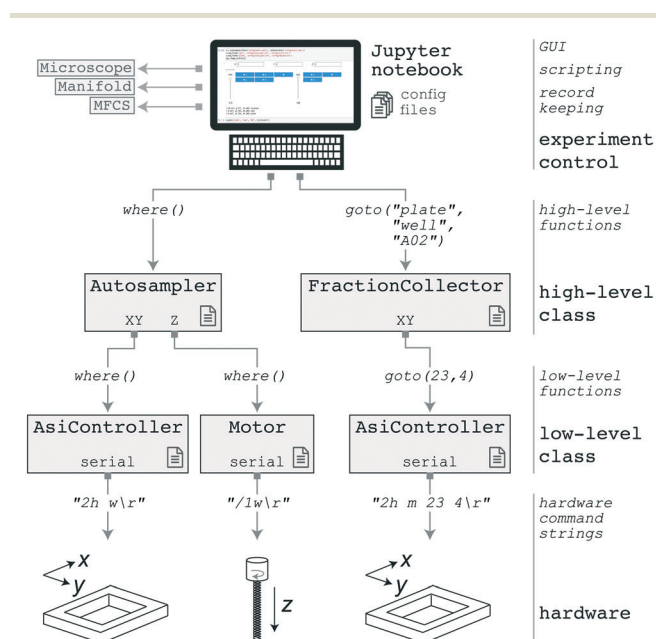 Microscope
Manifold
MFCS
Jupyter
notebook
config
files
GUI
scripting
record
keeping
experiment
control
where()
goto("plate",
"well",
"A02")
high-level
functions
Autosampler
XY Z
FractionCollector
XY
high-level
class
where()
where()
goto(23,4)
low-level
functions
AsiController
serial
Motor
serial
AsiController
serial
low-level
class
"2h w\r"
"/1w\r"
"2h m 23 4\r"
hardware
command
strings
x
y
z
x
y
hardware